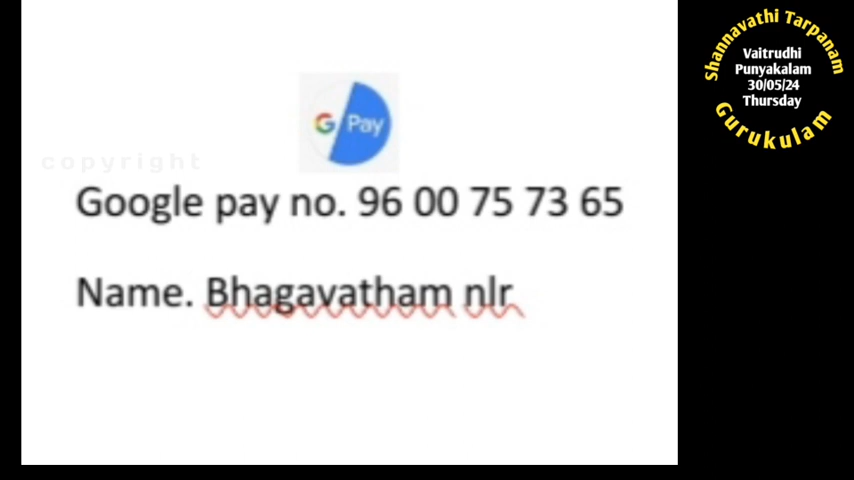 Shannavathi Tarpanam
Vaitrudhi
Punyakalam
30/05/24
Thursday
Gurukulam
G Pay
copyright
Google pay no. 96 00 75 73 65
Name. Bhagavatham nlr